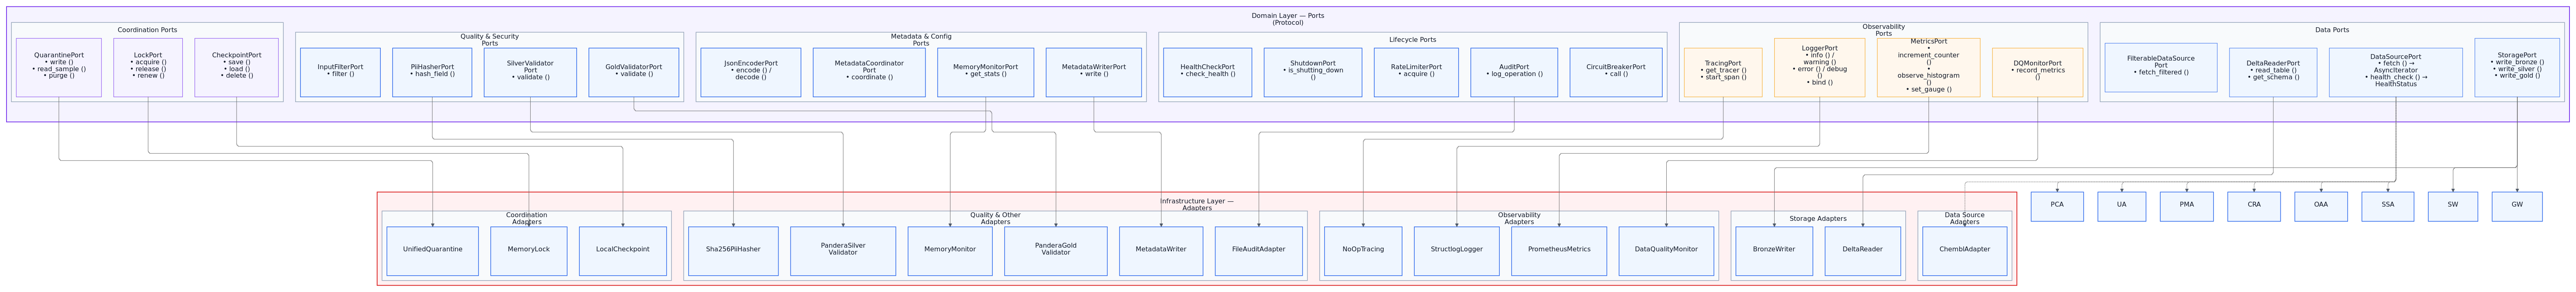 Domain Layer — Ports
(Protocol)
Coordination Ports
QuarantinePort
• write ()
• read_sample ()
• purge ()
LockPort
• acquire ()
• release ()
• renew ()
CheckpointPort
• save ()
• load ()
• delete ()
Quality & Security
Ports
InputFilterPort
• filter ()
PiiHasherPort
• hash_field ()
SilverValidator
Port
• validate ()
GoldValidatorPort
• validate ()
Metadata & Config
Ports
JsonEncoderPort
• encode () /
decode ()
MetadataCoordinator
Port
• coordinate ()
MemoryMonitorPort
• get_stats ()
MetadataWriterPort
• write ()
Lifecycle Ports
HealthCheckPort
• check_health ()
ShutdownPort
• is_shutting_down
()
RateLimiterPort
• acquire ()
AuditPort
• log_operation ()
CircuitBreakerPort
• call ()
Observability
Ports
TracingPort
• get_tracer ()
• start_span ()
LoggerPort
• info () /
warning ()
• error () / debug
()
• bind ()
MetricsPort
•
increment_counter
()
•
observe_histogram
()
• set_gauge ()
DQMonitorPort
• record_metrics
()
Data Ports
FilterableDataSource
Port
• fetch_filtered ()
DeltaReaderPort
• read_table ()
• get_schema ()
DataSourcePort
• fetch () →
AsyncIterator
• health_check () →
HealthStatus
StoragePort
• write_bronze ()
• write_silver ()
• write_gold ()
Infrastructure Layer —
Adapters
Coordination
Adapters
UnifiedQuarantine
MemoryLock
LocalCheckpoint
Quality & Other
Adapters
Sha256PiiHasher
PanderaSilver
Validator
MemoryMonitor
PanderaGold
Validator
MetadataWriter
FileAuditAdapter
Observability
Adapters
NoOpTracing
StructlogLogger
PrometheusMetrics
DataQualityMonitor
Storage Adapters
BronzeWriter
DeltaReader
Data Source
Adapters
ChemblAdapter
PCA
UA
PMA
CRA
OAA
SSA
SW
GW